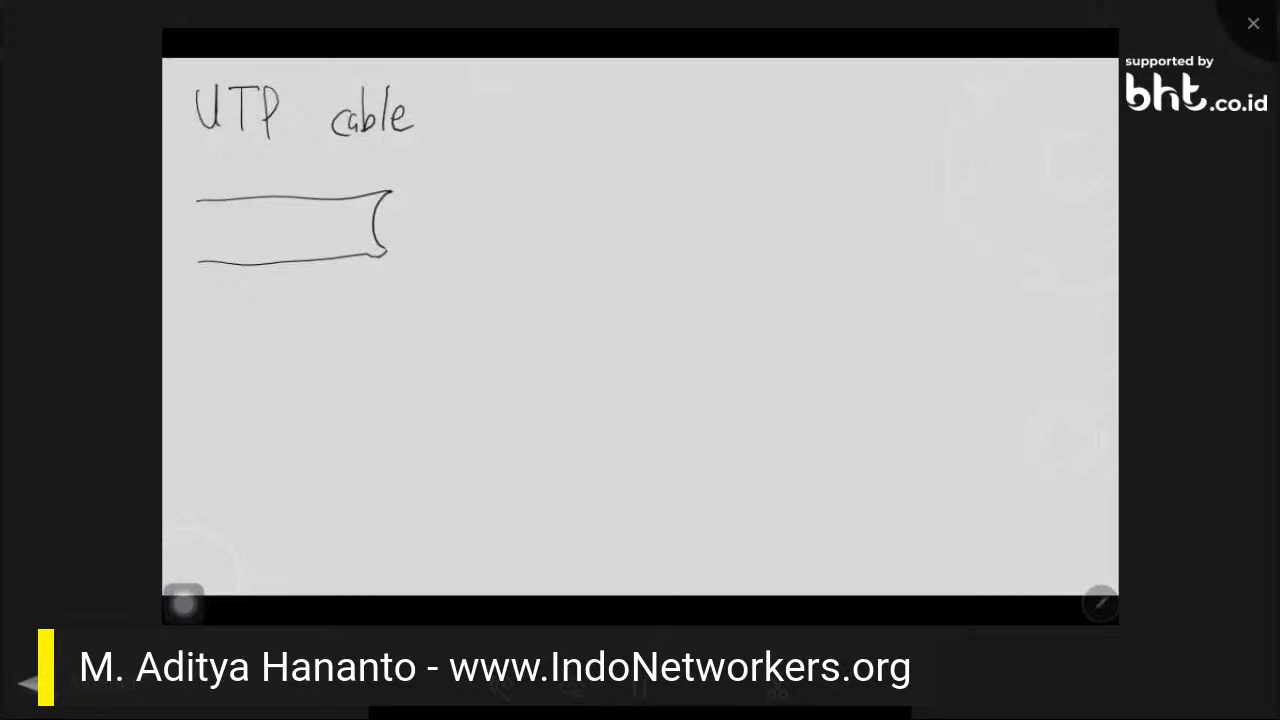 supported by
bht.co.id
UTP cable
M. Aditya Hananto - www.IndoNetworkers.org